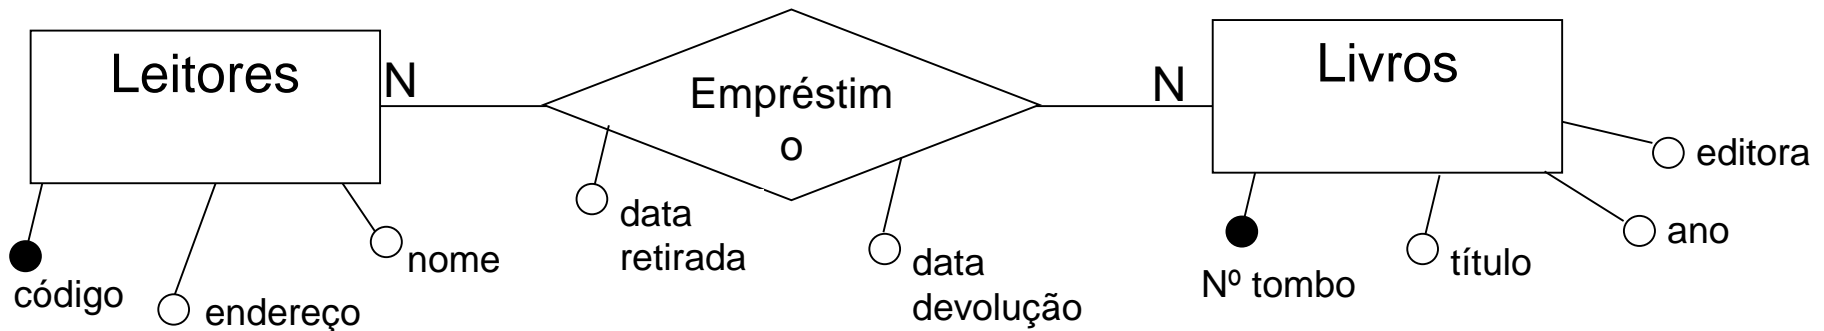 Leitores
N
Empréstim
o
N
Livros
código
endereço
nome
data
retirada
data
devolução
Nº tombo
título
ano
editora